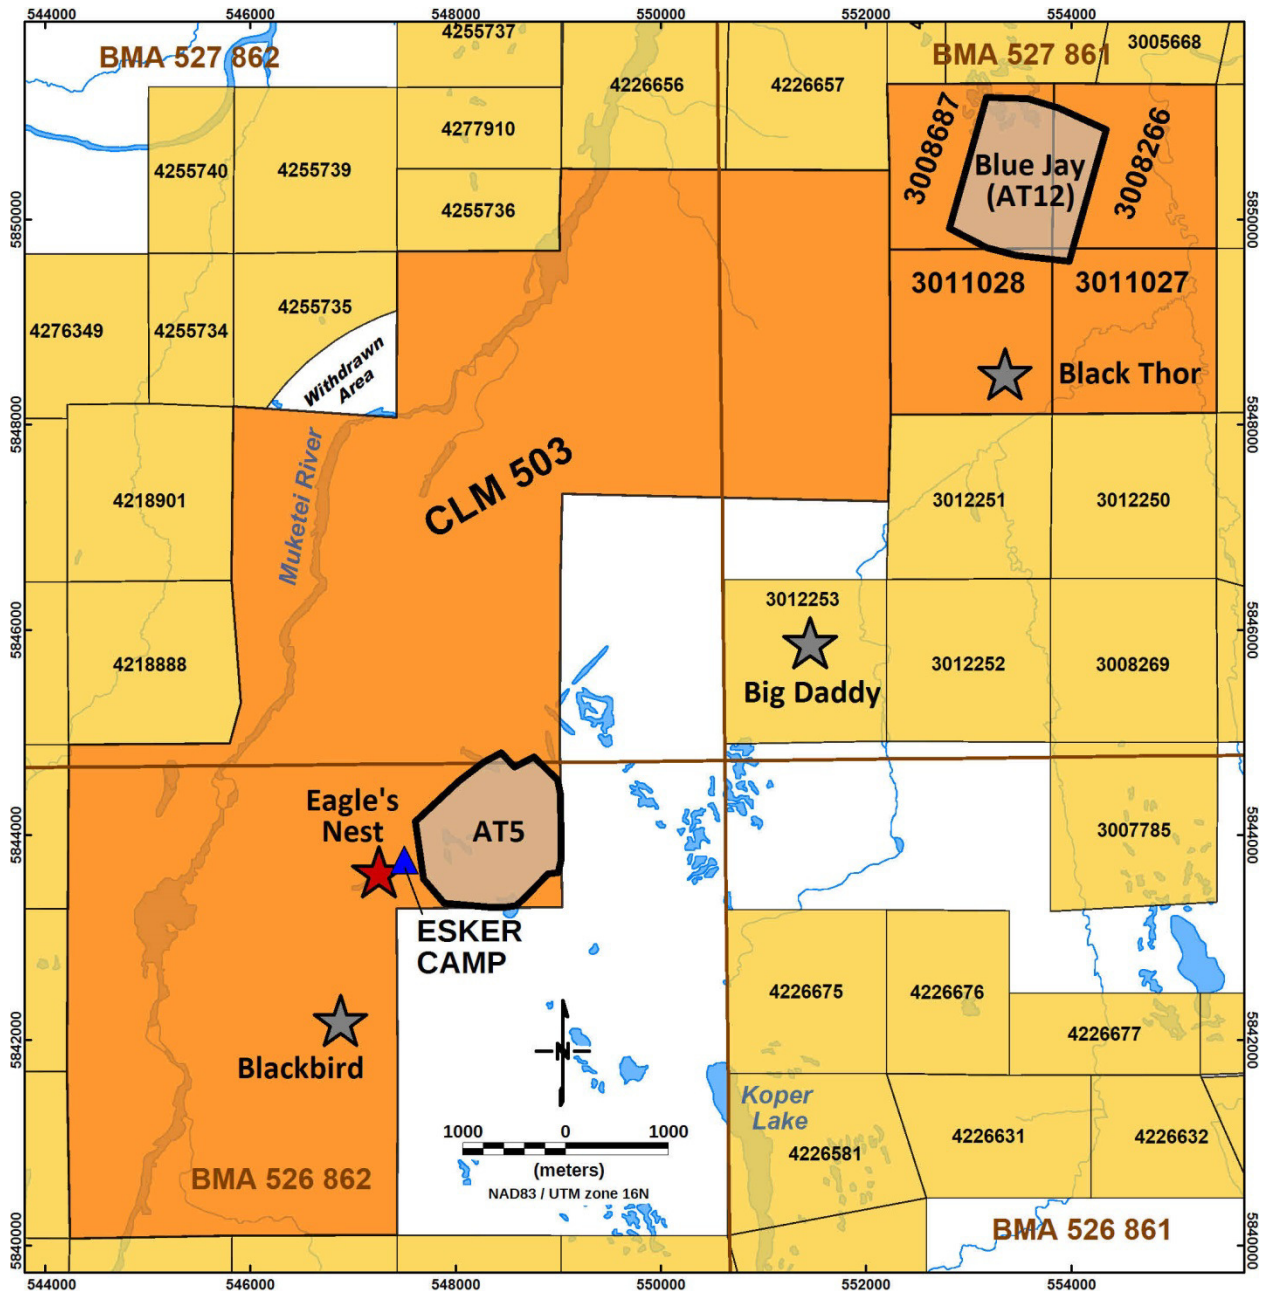 544000 546000 548000 550000 552000 554000
BMA 527 862
4255737
4226656
4226657
BMA 527 861
3005668
4277910
4255740
4255739
4255736
3008687
Blue Jay
(AT12)
3008266
5850000
5850000
4276349
4255734
4255735
Withdrawn
Area
3011028
3011027
Black Thor
5848000
5848000
CLM 503
Muketei River
4218901
3012251
3012250
5846000
5846000
4218888
3012253
Big Daddy
3012252
3008269
Eagle's
Nest
AT5
5844000
5844000
3007785
ESKER
CAMP
4226675
4226676
4226677
5842000
5842000
Blackbird
N
Koper
Lake
1000 0 1000
(meters)
NAD83 / UTM zone 16N
4226581
4226631
4226632
BMA 526 862
BMA 526 861
5840000
5840000
544000 546000 548000 550000 552000 554000